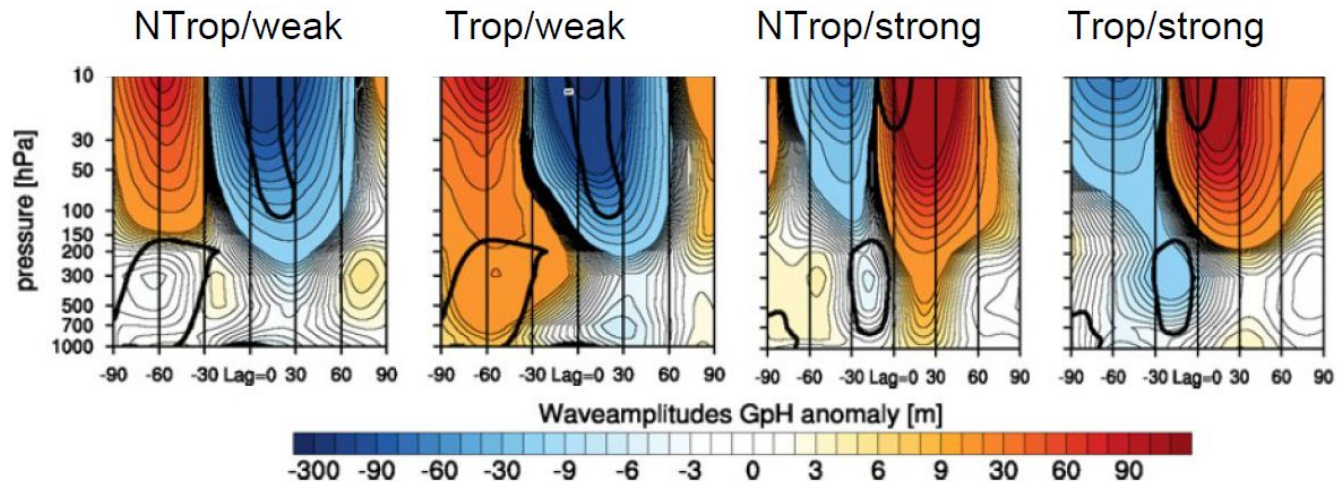 NTrop/weak Trop/weak NTrop/strong Trop/strong
pressure [hPa]
10
30
50
100
150
200
300
500
700
1000
-90 -60 -30 Lag=0 30 60 90 -90 -60 -30 Lag=0 30 60 90 -90 -60 -30 Lag=0 30 60 90 -90 -60 -30 Lag=0 30 60 90
Waveamplitudes GpH anomaly [m]
-300 -90 -60 -30 -9 -6 -3 0 3 6 9 30 60 90